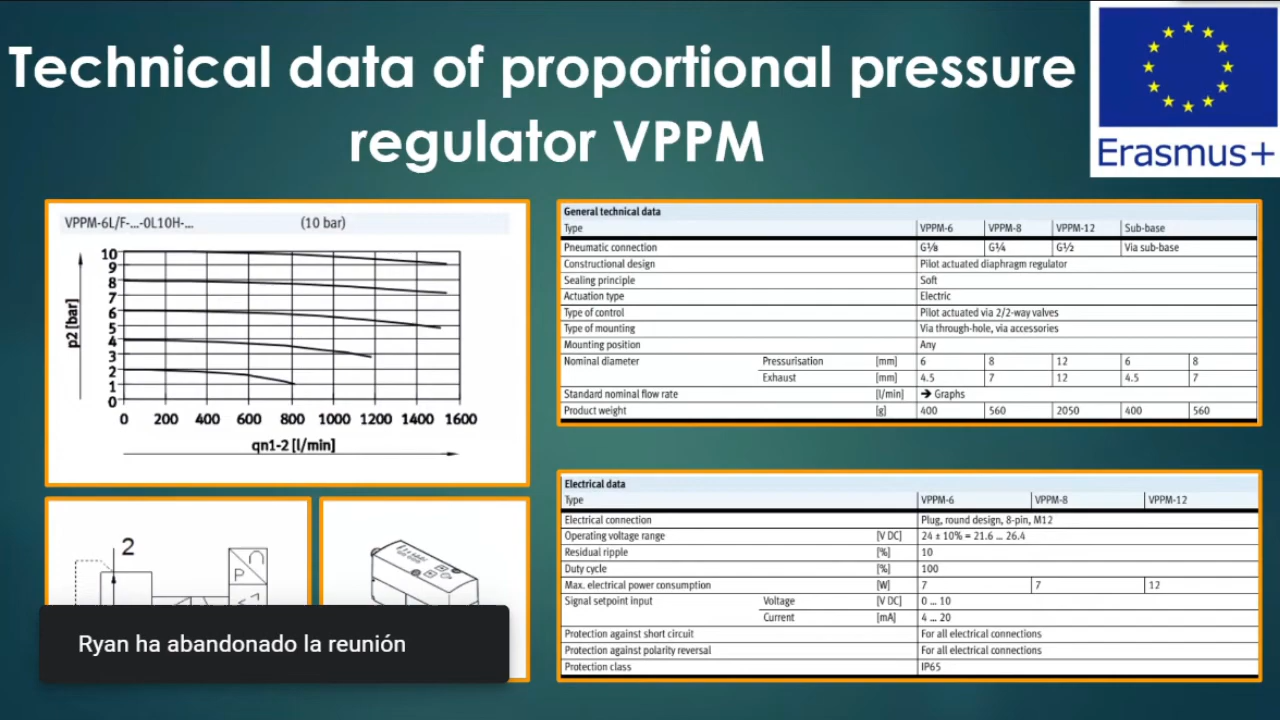 Technical data of proportional pressure
regulator VPPM
Erasmus+
VPPM-6L/F-...-0L10H-... (10 bar)
p2 [bar]
10
9
8
7
6
5
4
3
2
1
0
0 200 400 600 800 1000 1200 1400 1600
qn1-2 [l/min]
General technical data
Type VPPM-6 VPPM-8 VPPM-12 Sub-base
Pneumatic connection G⅛ G¼ G½ Via sub-base
Constructional design Pilot actuated diaphragm regulator
Sealing principle Soft
Actuation type Electric
Type of control Pilot actuated via 2/2-way valves
Type of mounting Via through-hole, via accessories
Mounting position Any
Nominal diameter Pressurisation [mm] 6 8 12 6 8
Exhaust [mm] 4.5 7 12 4.5 7
Standard nominal flow rate [l/min] ➔ Graphs
Product weight [g] 400 560 2050 400 560
Electrical data
Type VPPM-6 VPPM-8 VPPM-12
Electrical connection Plug, round design, 8-pin, M12
Operating voltage range [V DC] 24 ± 10% = 21.6 ... 26.4
Residual ripple [%] 10
Duty cycle [%] 100
Max. electrical power consumption [W] 7 7 12
Signal setpoint input Voltage [V DC] 0 ... 10
Current [mA] 4 ... 20
Protection against short circuit For all electrical connections
Protection against polarity reversal For all electrical connections
Protection class IP65
2
P
Ryan ha abandonado la reunión